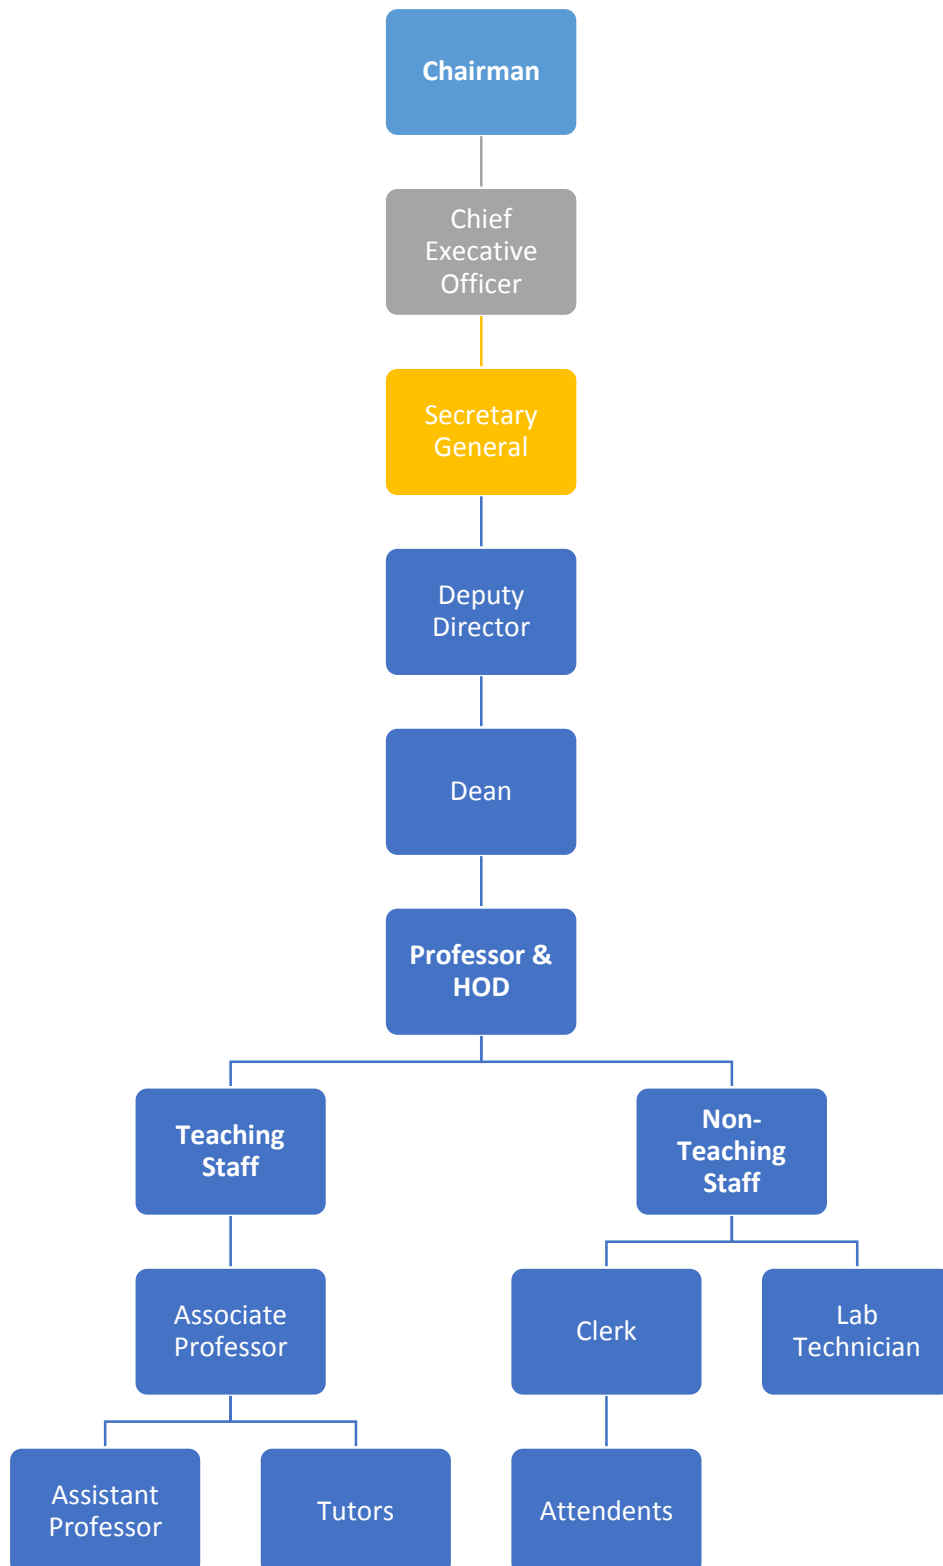 Chairman
Chief
Execative
Officer
Secretary
General
Deputy
Director
Dean
Professor &
HOD
Teaching
Staff
Non-
Teaching
Staff
Associate
Professor
Clerk
Lab
Technician
Assistant
Professor
Tutors
Attendents